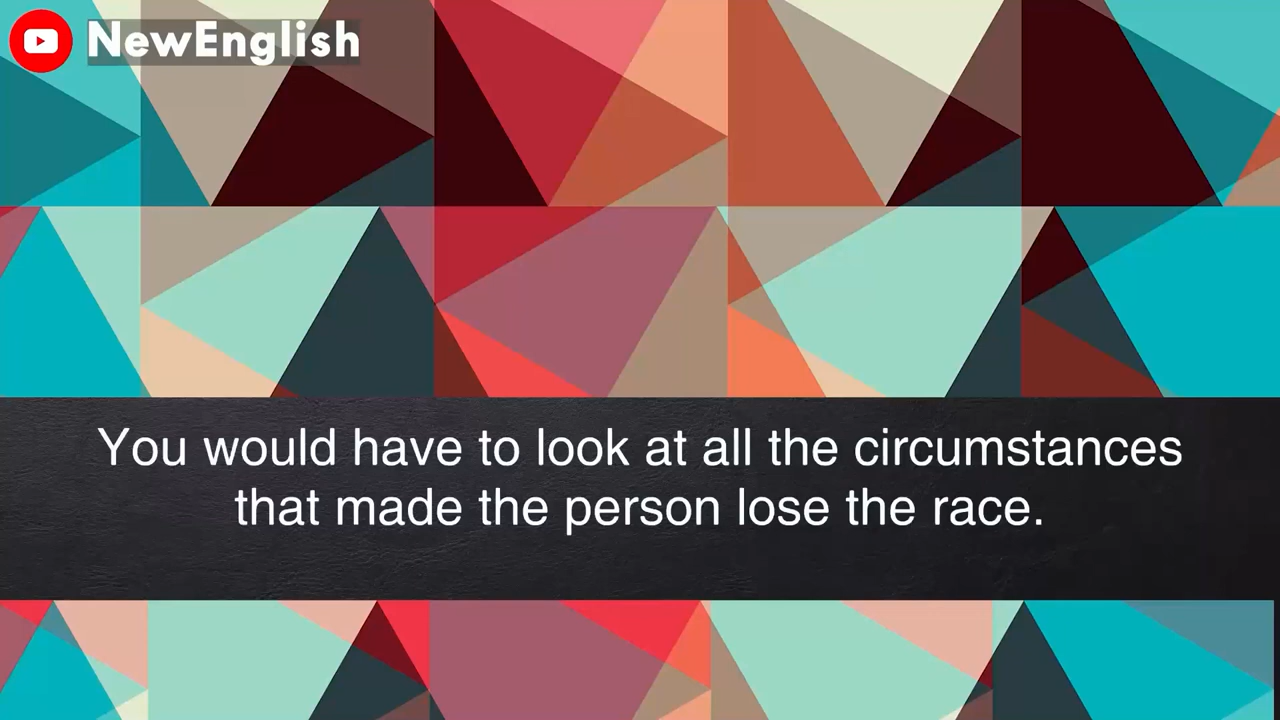 NewEnglish
You would have to look at all the circumstances
that made the person lose the race.